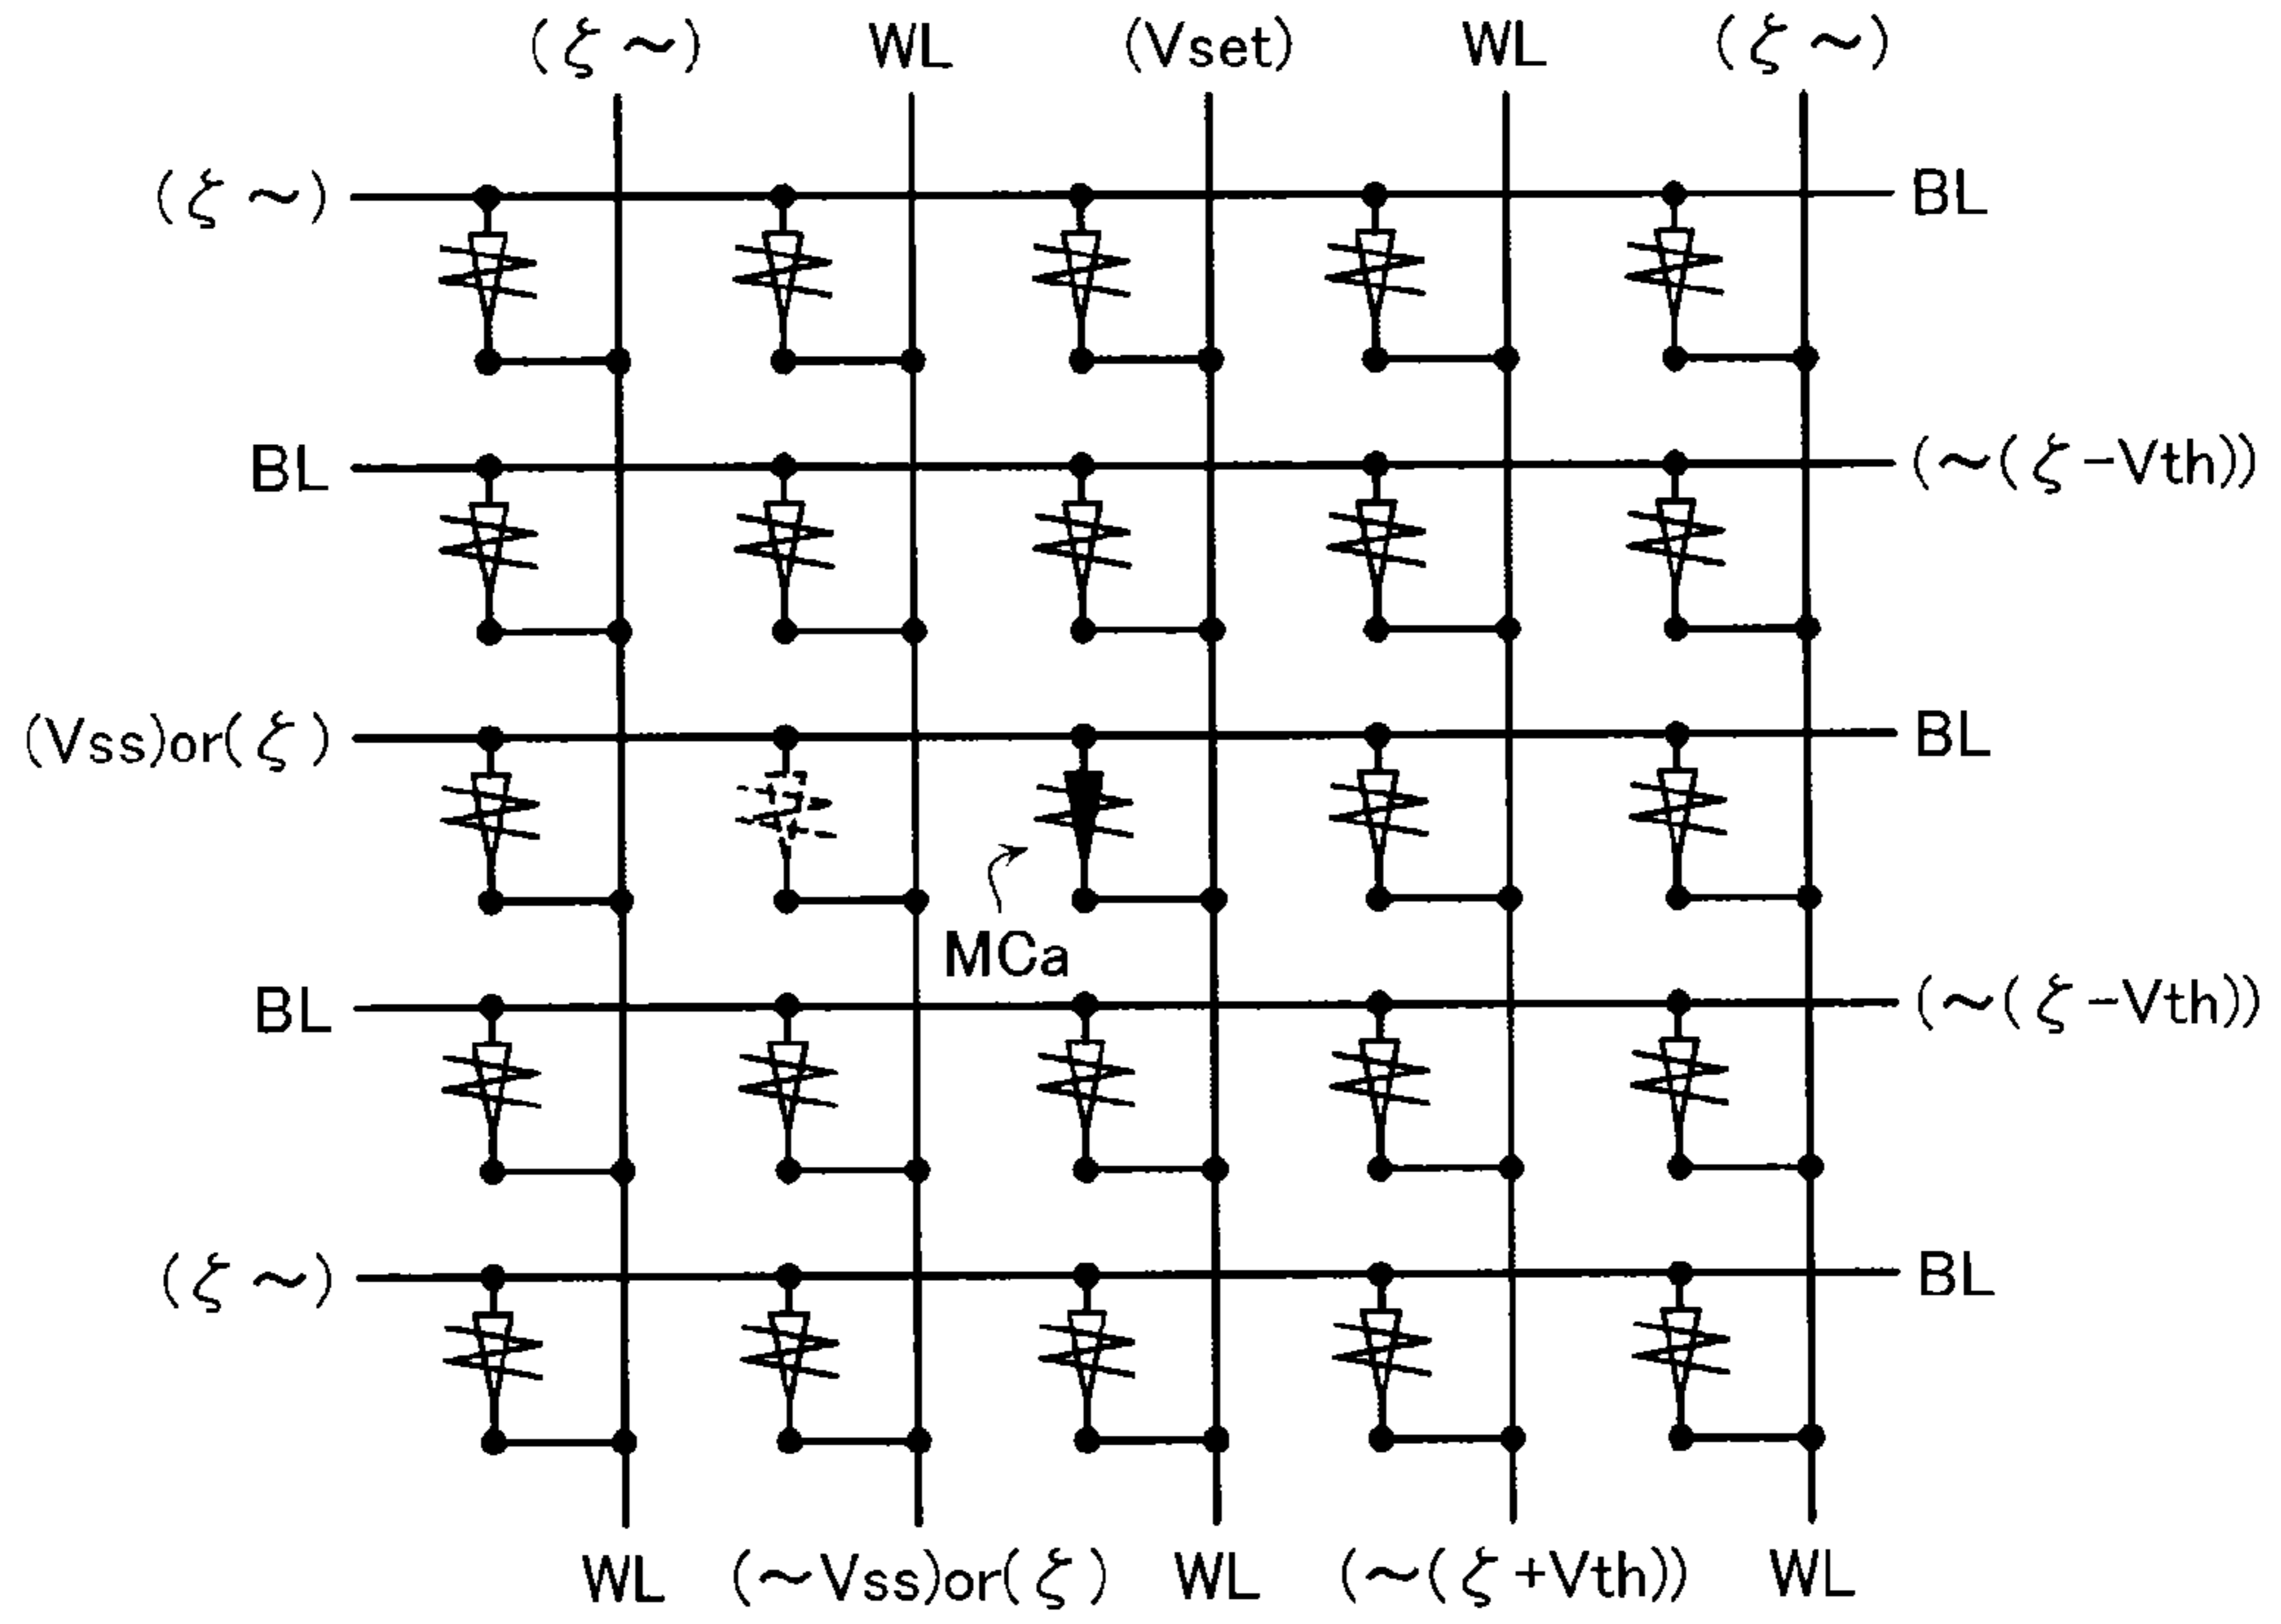 (ζ～) WL (Vset) WL (ζ～)
(ζ～) BL
BL (～(ζ-Vth))
(Vss)or(ζ) BL
MCa
BL (～(ζ-Vth))
(ζ～) BL
WL (～Vss)or(ζ) WL (～(ζ+Vth)) WL